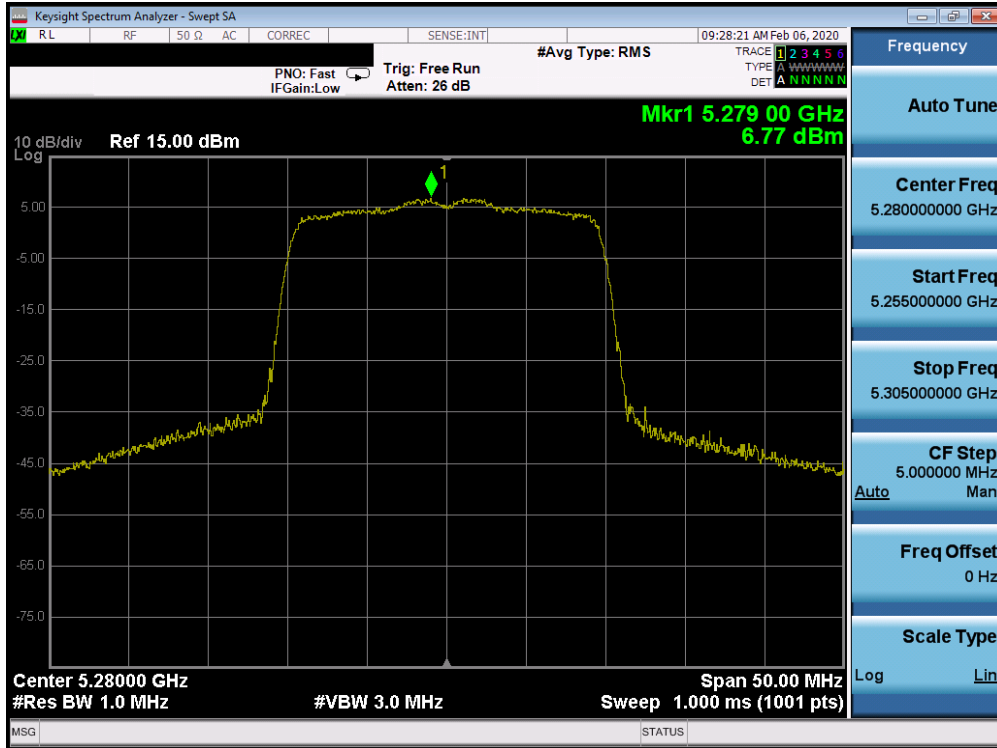 Keysight Spectrum Analyzer - Swept SA
LXI RL RF 50 Ω AC CORREC SENSE:INT 09:28:21 AM Feb 06, 2020
#Avg Type: RMS TRACE 1 2 3 4 5 6
TYPE A WWWWW
PNO: Fast Trig: Free Run DET A N N N N N
IFGain:Low Atten: 26 dB
Mkr1 5.279 00 GHz
6.77 dBm
10 dB/div Ref 15.00 dBm
Log
1
5.00
-5.00
-15.0
-25.0
-35.0
-45.0
-55.0
-65.0
-75.0
Center 5.28000 GHz Span 50.00 MHz
#Res BW 1.0 MHz #VBW 3.0 MHz Sweep 1.000 ms (1001 pts)
MSG STATUS
Frequency
Auto Tune
Center Freq
5.280000000 GHz
Start Freq
5.255000000 GHz
Stop Freq
5.305000000 GHz
CF Step
5.000000 MHz
Auto Man
Freq Offset
0 Hz
Scale Type
Log Lin